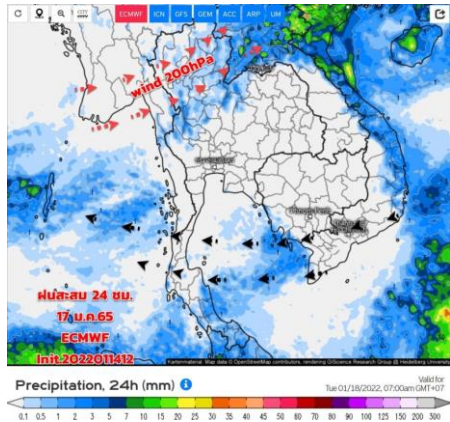 ECMWF ICN GFS GEM ACC ARP UM
wind 200hPa
ฝนสะสม 24 ชม.
17 ม.ค.65
ECMWF
Init.2022011412
Kartenmaterial: Map data © OpenStreetMap contributors, rendering GIScience Research Group @ Heidelberg University
Precipitation, 24h (mm)
Valid for
Tue 01/18/2022, 07:00am GMT+07
0.1 0.5 1 2 3 5 7 10 15 20 25 30 35 40 45 50 60 70 80 90 100 125 150 200 300